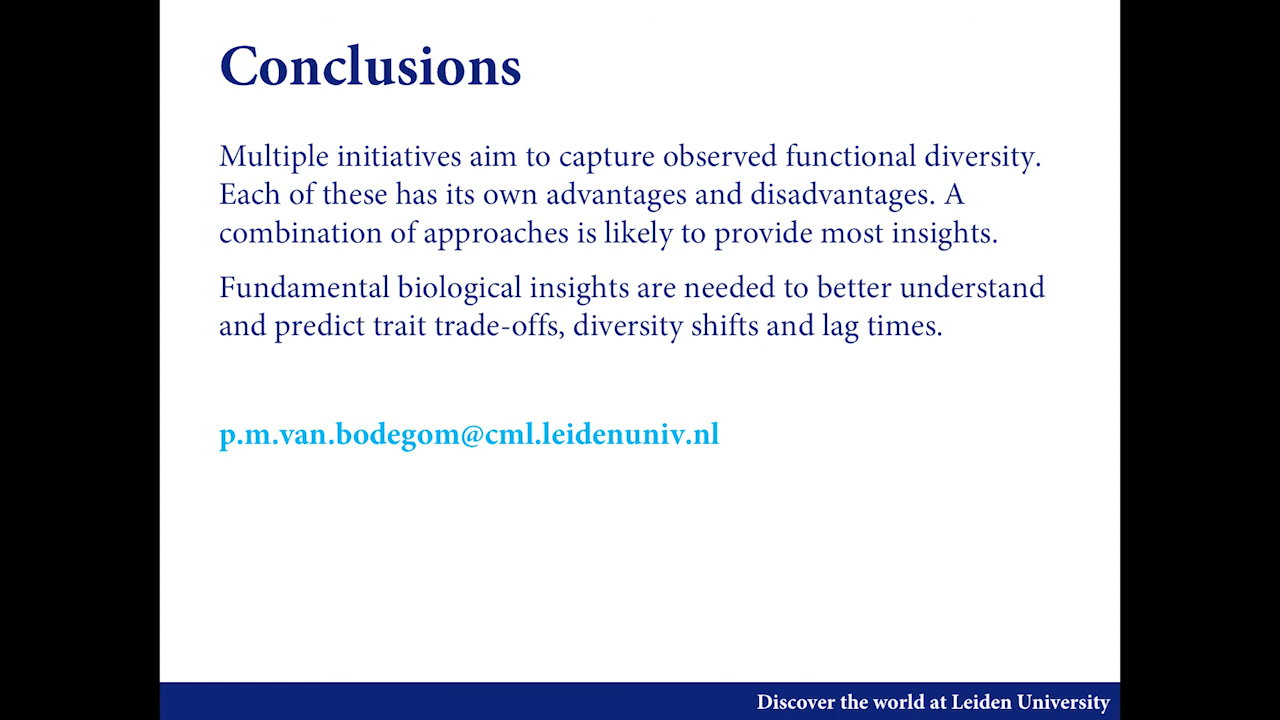 Conclusions
Multiple initiatives aim to capture observed functional diversity.
Each of these has its own advantages and disadvantages. A
combination of approaches is likely to provide most insights.
Fundamental biological insights are needed to better understand
and predict trait trade-offs, diversity shifts and lag times.
p.m.van.bodegom@cml.leidenuniv.nl
Discover the world at Leiden University